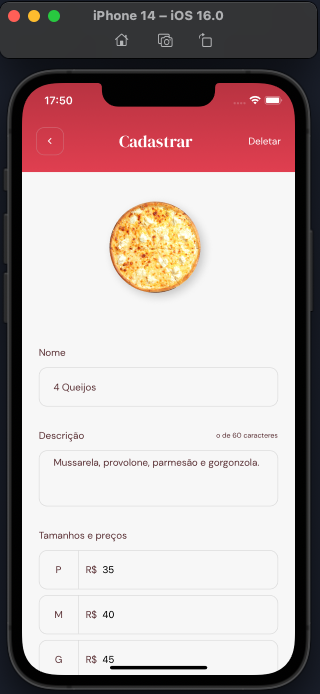 iPhone 14 – iOS 16.0
17:50
Cadastrar
Deletar
Nome
4 Queijos
Descrição
0 de 60 caracteres
Mussarela, provolone, parmesão e gorgonzola.
Tamanhos e preços
P R$ 35
M R$ 40
G R$ 45